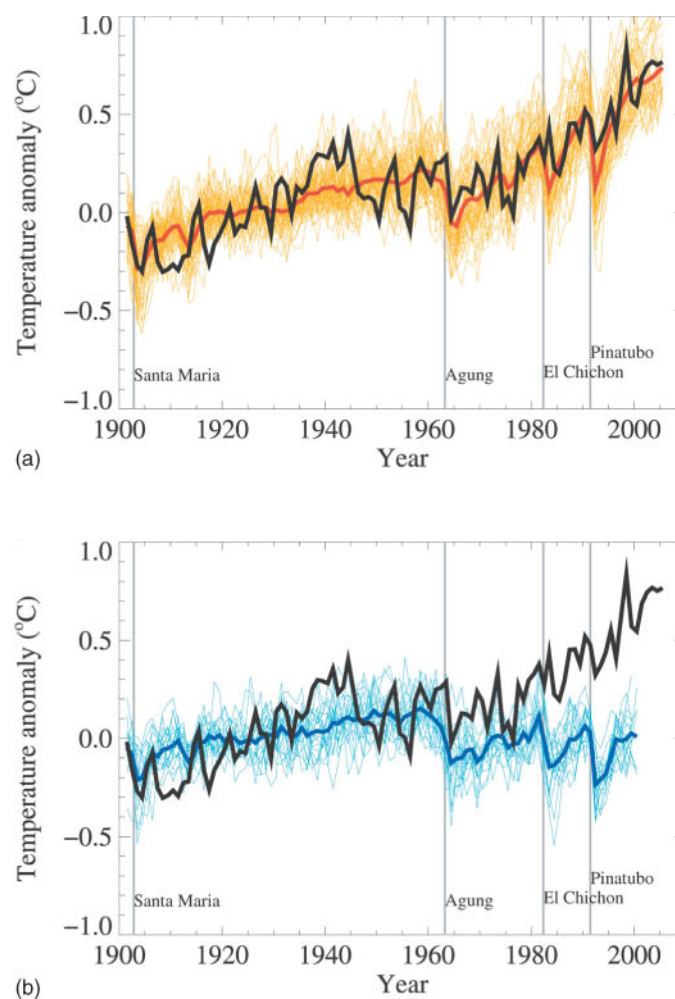 1.0
0.5
0.0
−0.5
−1.0
Temperature anomaly (°C)
Santa Maria
Agung
El Chichon
Pinatubo
1900 1920 1940 1960 1980 2000
Year
(a)
1.0
0.5
0.0
−0.5
−1.0
Temperature anomaly (°C)
Santa Maria
Agung
El Chichon
Pinatubo
1900 1920 1940 1960 1980 2000
Year
(b)